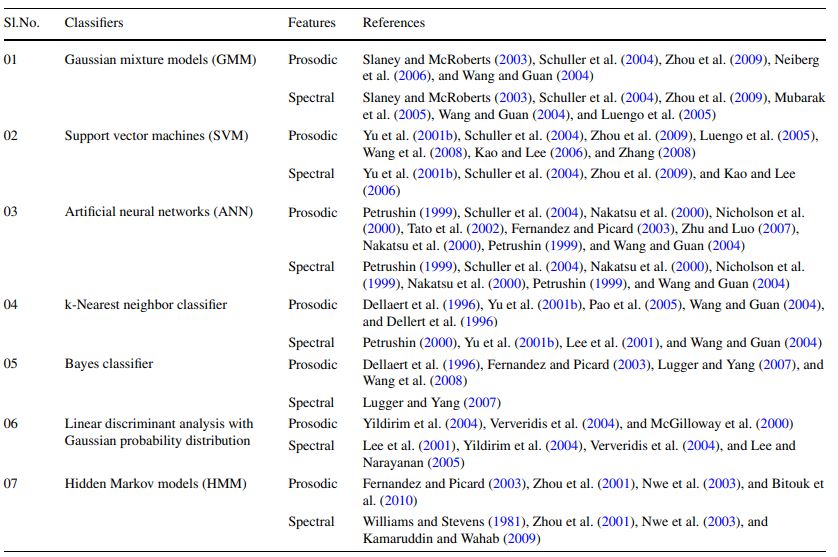 Sl.No. Classifiers Features References
01 Gaussian mixture models (GMM) Prosodic Slaney and McRoberts (2003), Schuller et al. (2004), Zhou et al. (2009), Neiberg
et al. (2006), and Wang and Guan (2004)
Spectral Slaney and McRoberts (2003), Schuller et al. (2004), Zhou et al. (2009), Mubarak
et al. (2005), Wang and Guan (2004), and Luengo et al. (2005)
02 Support vector machines (SVM) Prosodic Yu et al. (2001b), Schuller et al. (2004), Zhou et al. (2009), Luengo et al. (2005),
Wang et al. (2008), Kao and Lee (2006), and Zhang (2008)
Spectral Yu et al. (2001b), Schuller et al. (2004), Zhou et al. (2009), and Kao and Lee
(2006)
03 Artificial neural networks (ANN) Prosodic Petrushin (1999), Schuller et al. (2004), Nakatsu et al. (2000), Nicholson et al.
(2000), Tato et al. (2002), Fernandez and Picard (2003), Zhu and Luo (2007),
Nakatsu et al. (2000), Petrushin (1999), and Wang and Guan (2004)
Spectral Petrushin (1999), Schuller et al. (2004), Nakatsu et al. (2000), Nicholson et al.
(1999), Nakatsu et al. (2000), Petrushin (1999), and Wang and Guan (2004)
04 k-Nearest neighbor classifier Prosodic Dellaert et al. (1996), Yu et al. (2001b), Pao et al. (2005), Wang and Guan (2004),
and Dellert et al. (1996)
Spectral Petrushin (2000), Yu et al. (2001b), Lee et al. (2001), and Wang and Guan (2004)
05 Bayes classifier Prosodic Dellaert et al. (1996), Fernandez and Picard (2003), Lugger and Yang (2007), and
Wang et al. (2008)
Spectral Lugger and Yang (2007)
06 Linear discriminant analysis with Prosodic Yildirim et al. (2004), Ververidis et al. (2004), and McGilloway et al. (2000)
Gaussian probability distribution Spectral Lee et al. (2001), Yildirim et al. (2004), Ververidis et al. (2004), and Lee and
Narayanan (2005)
07 Hidden Markov models (HMM) Prosodic Fernandez and Picard (2003), Zhou et al. (2001), Nwe et al. (2003), and Bitouk et
al. (2010)
Spectral Williams and Stevens (1981), Zhou et al. (2001), Nwe et al. (2003), and
Kamaruddin and Wahab (2009)